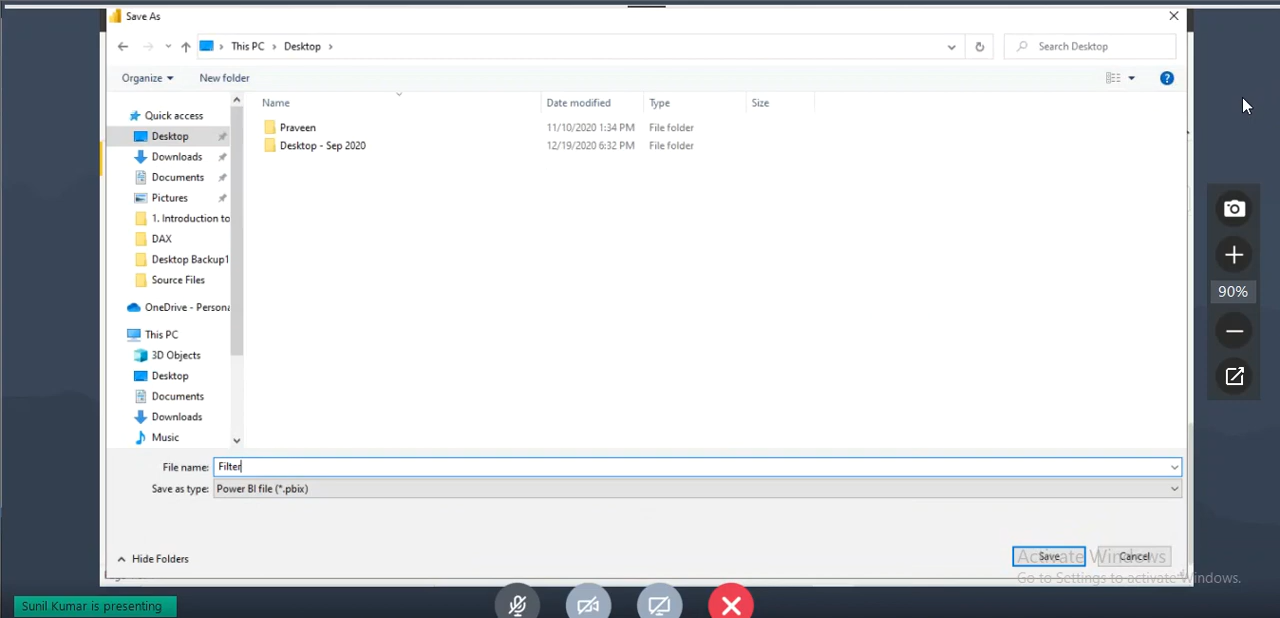 Save As
This PC > Desktop >
Search Desktop
Organize
New folder
Name
Date modified
Type
Size
Quick access
Desktop
Downloads
Documents
Pictures
1. Introduction to
DAX
Desktop Backup1
Source Files
OneDrive - Persona
This PC
3D Objects
Desktop
Documents
Downloads
Music
Praveen 11/10/2020 1:34 PM File folder
Desktop - Sep 2020 12/19/2020 6:32 PM File folder
90%
File name: Filter
Save as type: Power BI file (*.pbix)
Hide Folders
Save
Cancel
Activate Windows
Go to Settings to activate Windows.
Sunil Kumar is presenting